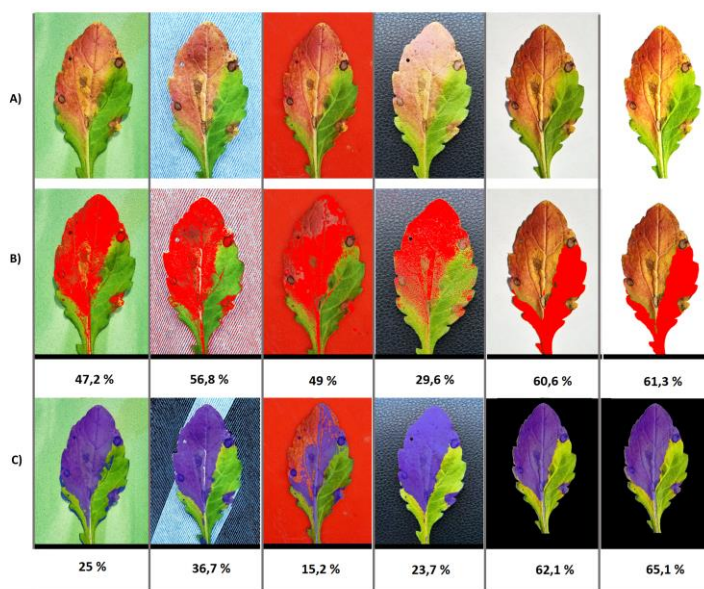 A)
B)
47,2 % 56,8 % 49 % 29,6 % 60,6 % 61,3 %
C)
25 % 36,7 % 15,2 % 23,7 % 62,1 % 65,1 %